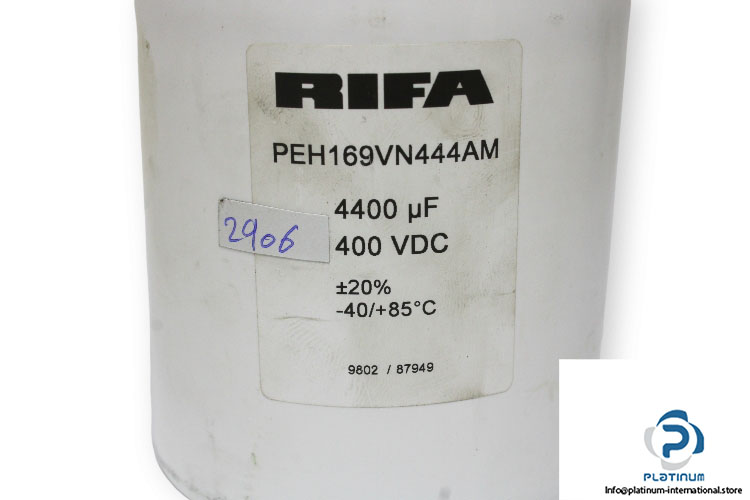 RIFA
PEH169VN444AM
4400 µF
2906
400 VDC
±20%
-40/+85°C
9802 / 87949
PLATINUM
Info@platinum-international.store